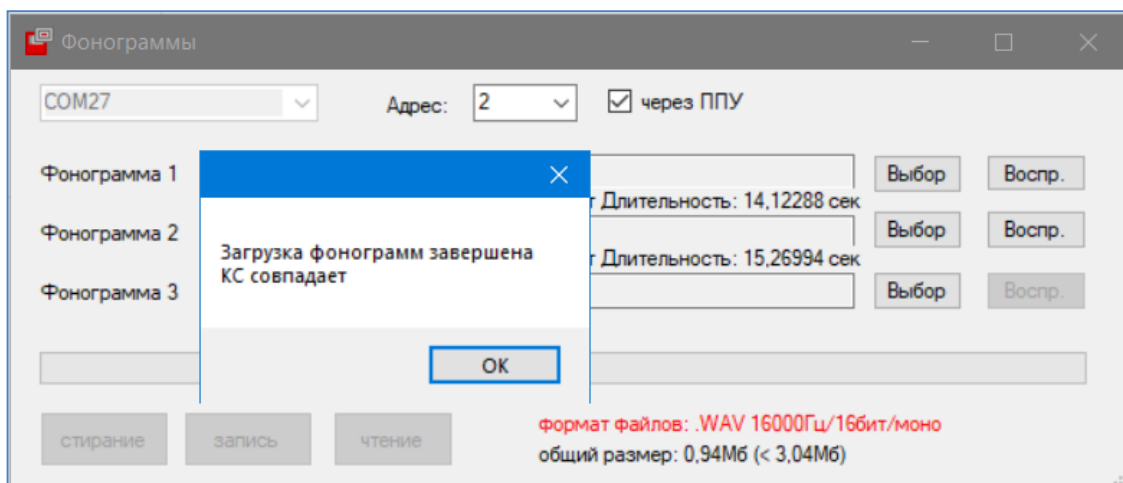 Фонограммы
COM27 Адрес: 2 через ППУ
Фонограмма 1 Выбор Воспр.
Длительность: 14,12288 сек
Фонограмма 2 Выбор Воспр.
Длительность: 15,26994 сек
Фонограмма 3 Выбор Воспр.
Загрузка фонограмм завершена
КС совпадает
OK
стирание запись чтение
формат файлов: .WAV 16000Гц/16бит/моно
общий размер: 0,94Мб (< 3,04Мб)